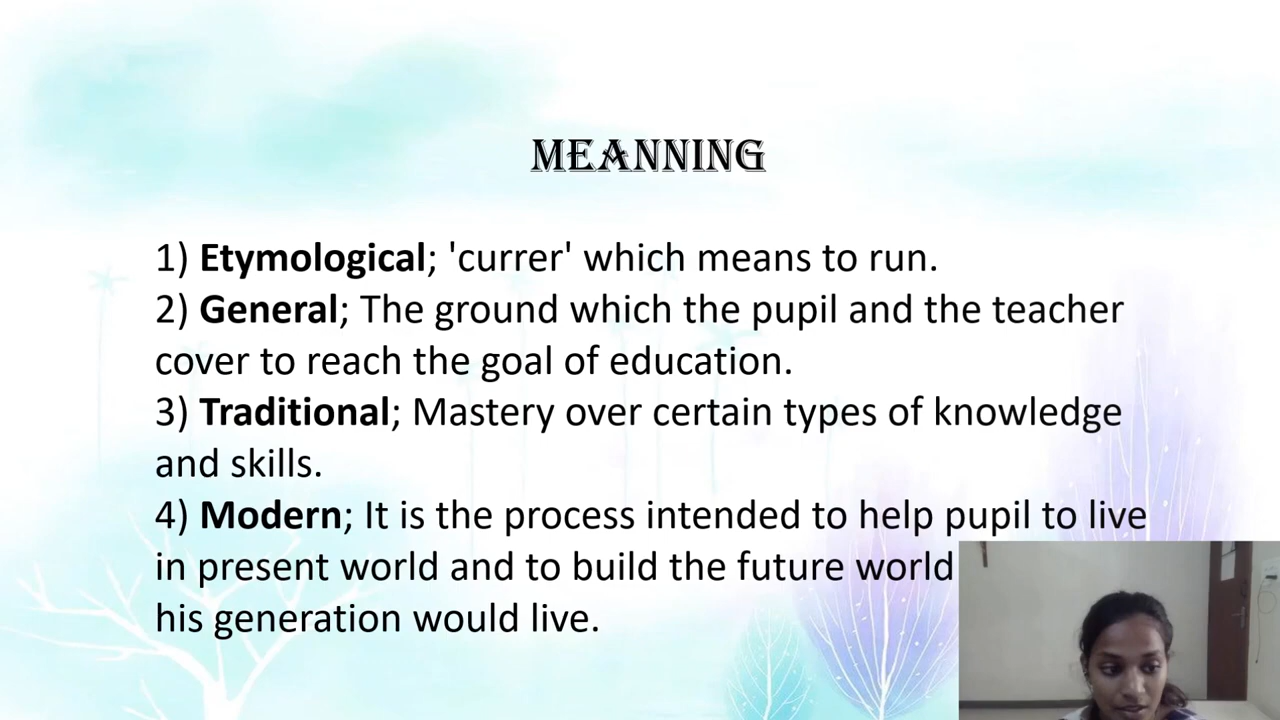 MEANNING
1) Etymological; 'currer' which means to run.
2) General; The ground which the pupil and the teacher
cover to reach the goal of education.
3) Traditional; Mastery over certain types of knowledge
and skills.
4) Modern; It is the process intended to help pupil to live
in present world and to build the future world
his generation would live.